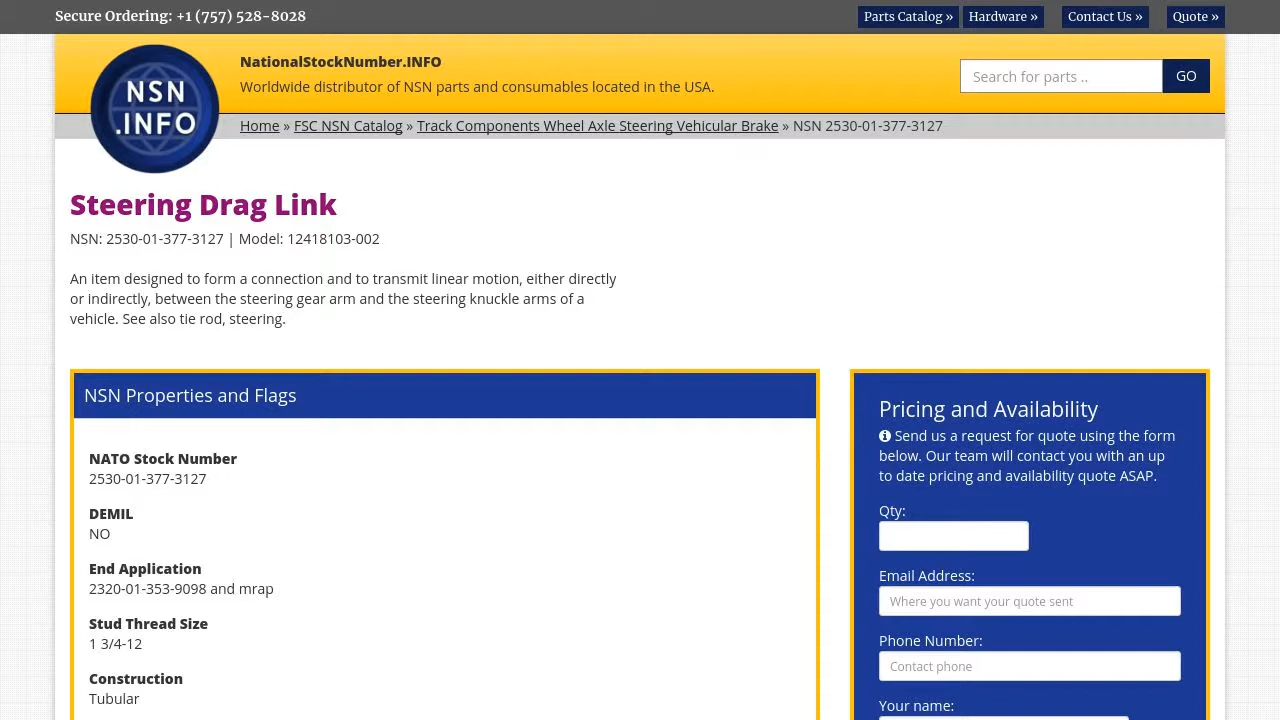 Secure Ordering: +1 (757) 528-8028
Parts Catalog » Hardware » Contact Us » Quote »
NSN
.INFO
NationalStockNumber.INFO
Worldwide distributor of NSN parts and consumables located in the USA.
Search for parts ..
GO
Home » FSC NSN Catalog » Track Components Wheel Axle Steering Vehicular Brake » NSN 2530-01-377-3127
Steering Drag Link
NSN: 2530-01-377-3127 | Model: 12418103-002
An item designed to form a connection and to transmit linear motion, either directly
or indirectly, between the steering gear arm and the steering knuckle arms of a
vehicle. See also tie rod, steering.
NSN Properties and Flags
NATO Stock Number
2530-01-377-3127
DEMIL
NO
End Application
2320-01-353-9098 and mrap
Stud Thread Size
1 3/4-12
Construction
Tubular
Pricing and Availability
Send us a request for quote using the form
below. Our team will contact you with an up
to date pricing and availability quote ASAP.
Qty:
Email Address:
Where you want your quote sent
Phone Number:
Contact phone
Your name: